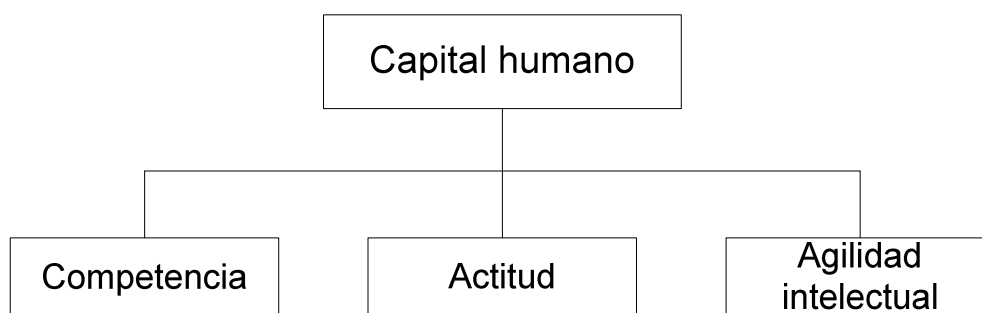 Capital humano
Competencia
Actitud
Agilidad
intelectual